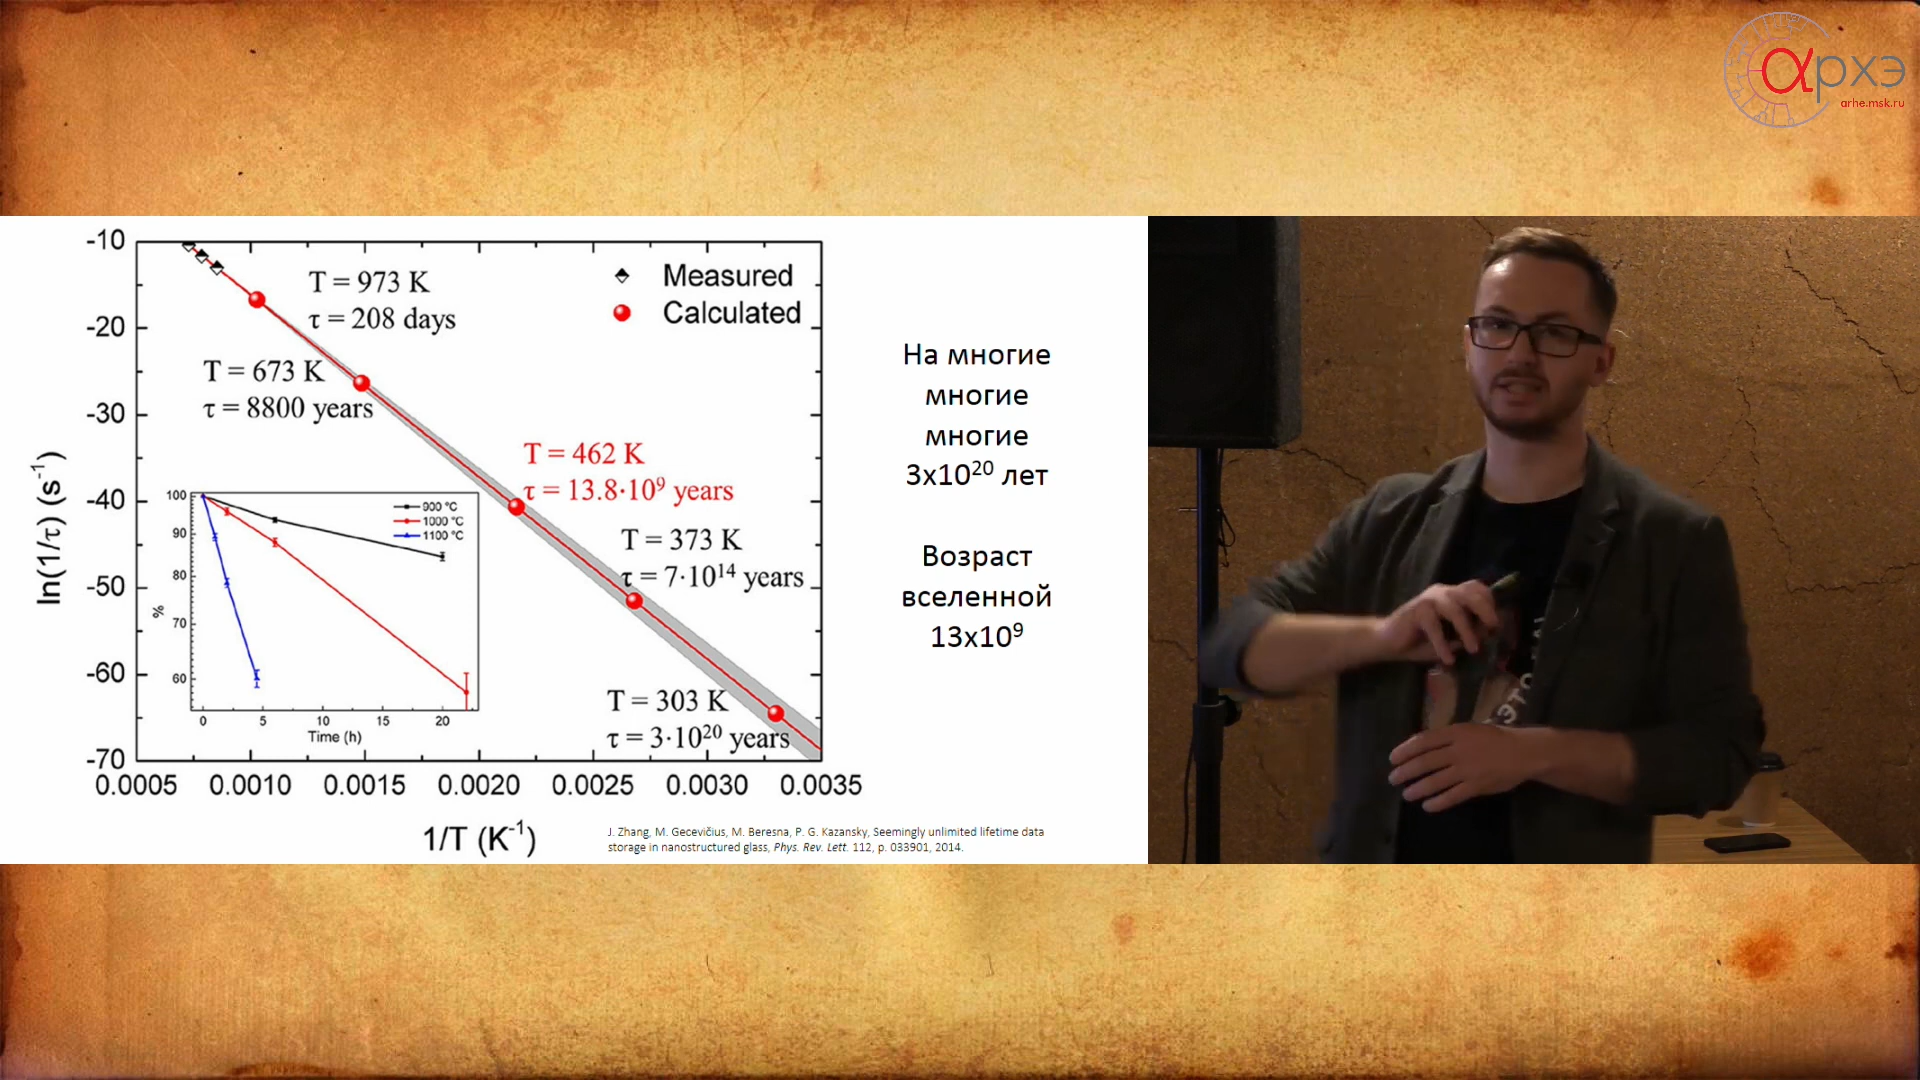 αрхэ
arhe.msk.ru
-10
-20
-30
-40
-50
-60
-70
ln(1/τ) (s⁻¹)
T = 973 K
τ = 208 days
Measured
Calculated
T = 673 K
τ = 8800 years
T = 462 K
τ = 13.8·10⁹ years
T = 373 K
τ = 7·10¹⁴ years
T = 303 K
τ = 3·10²⁰ years
100
90
80
70
60
%
900 °C
1000 °C
1100 °C
0 5 10 15 20
Time (h)
0.0005 0.0010 0.0015 0.0020 0.0025 0.0030 0.0035
1/T (K⁻¹)
На многие
многие
многие
3x10²⁰ лет
Возраст
вселенной
13x10⁹
J. Zhang, M. Gecevičius, M. Beresna, P. G. Kazansky, Seemingly unlimited lifetime data
storage in nanostructured glass, Phys. Rev. Lett. 112, p. 033901, 2014.